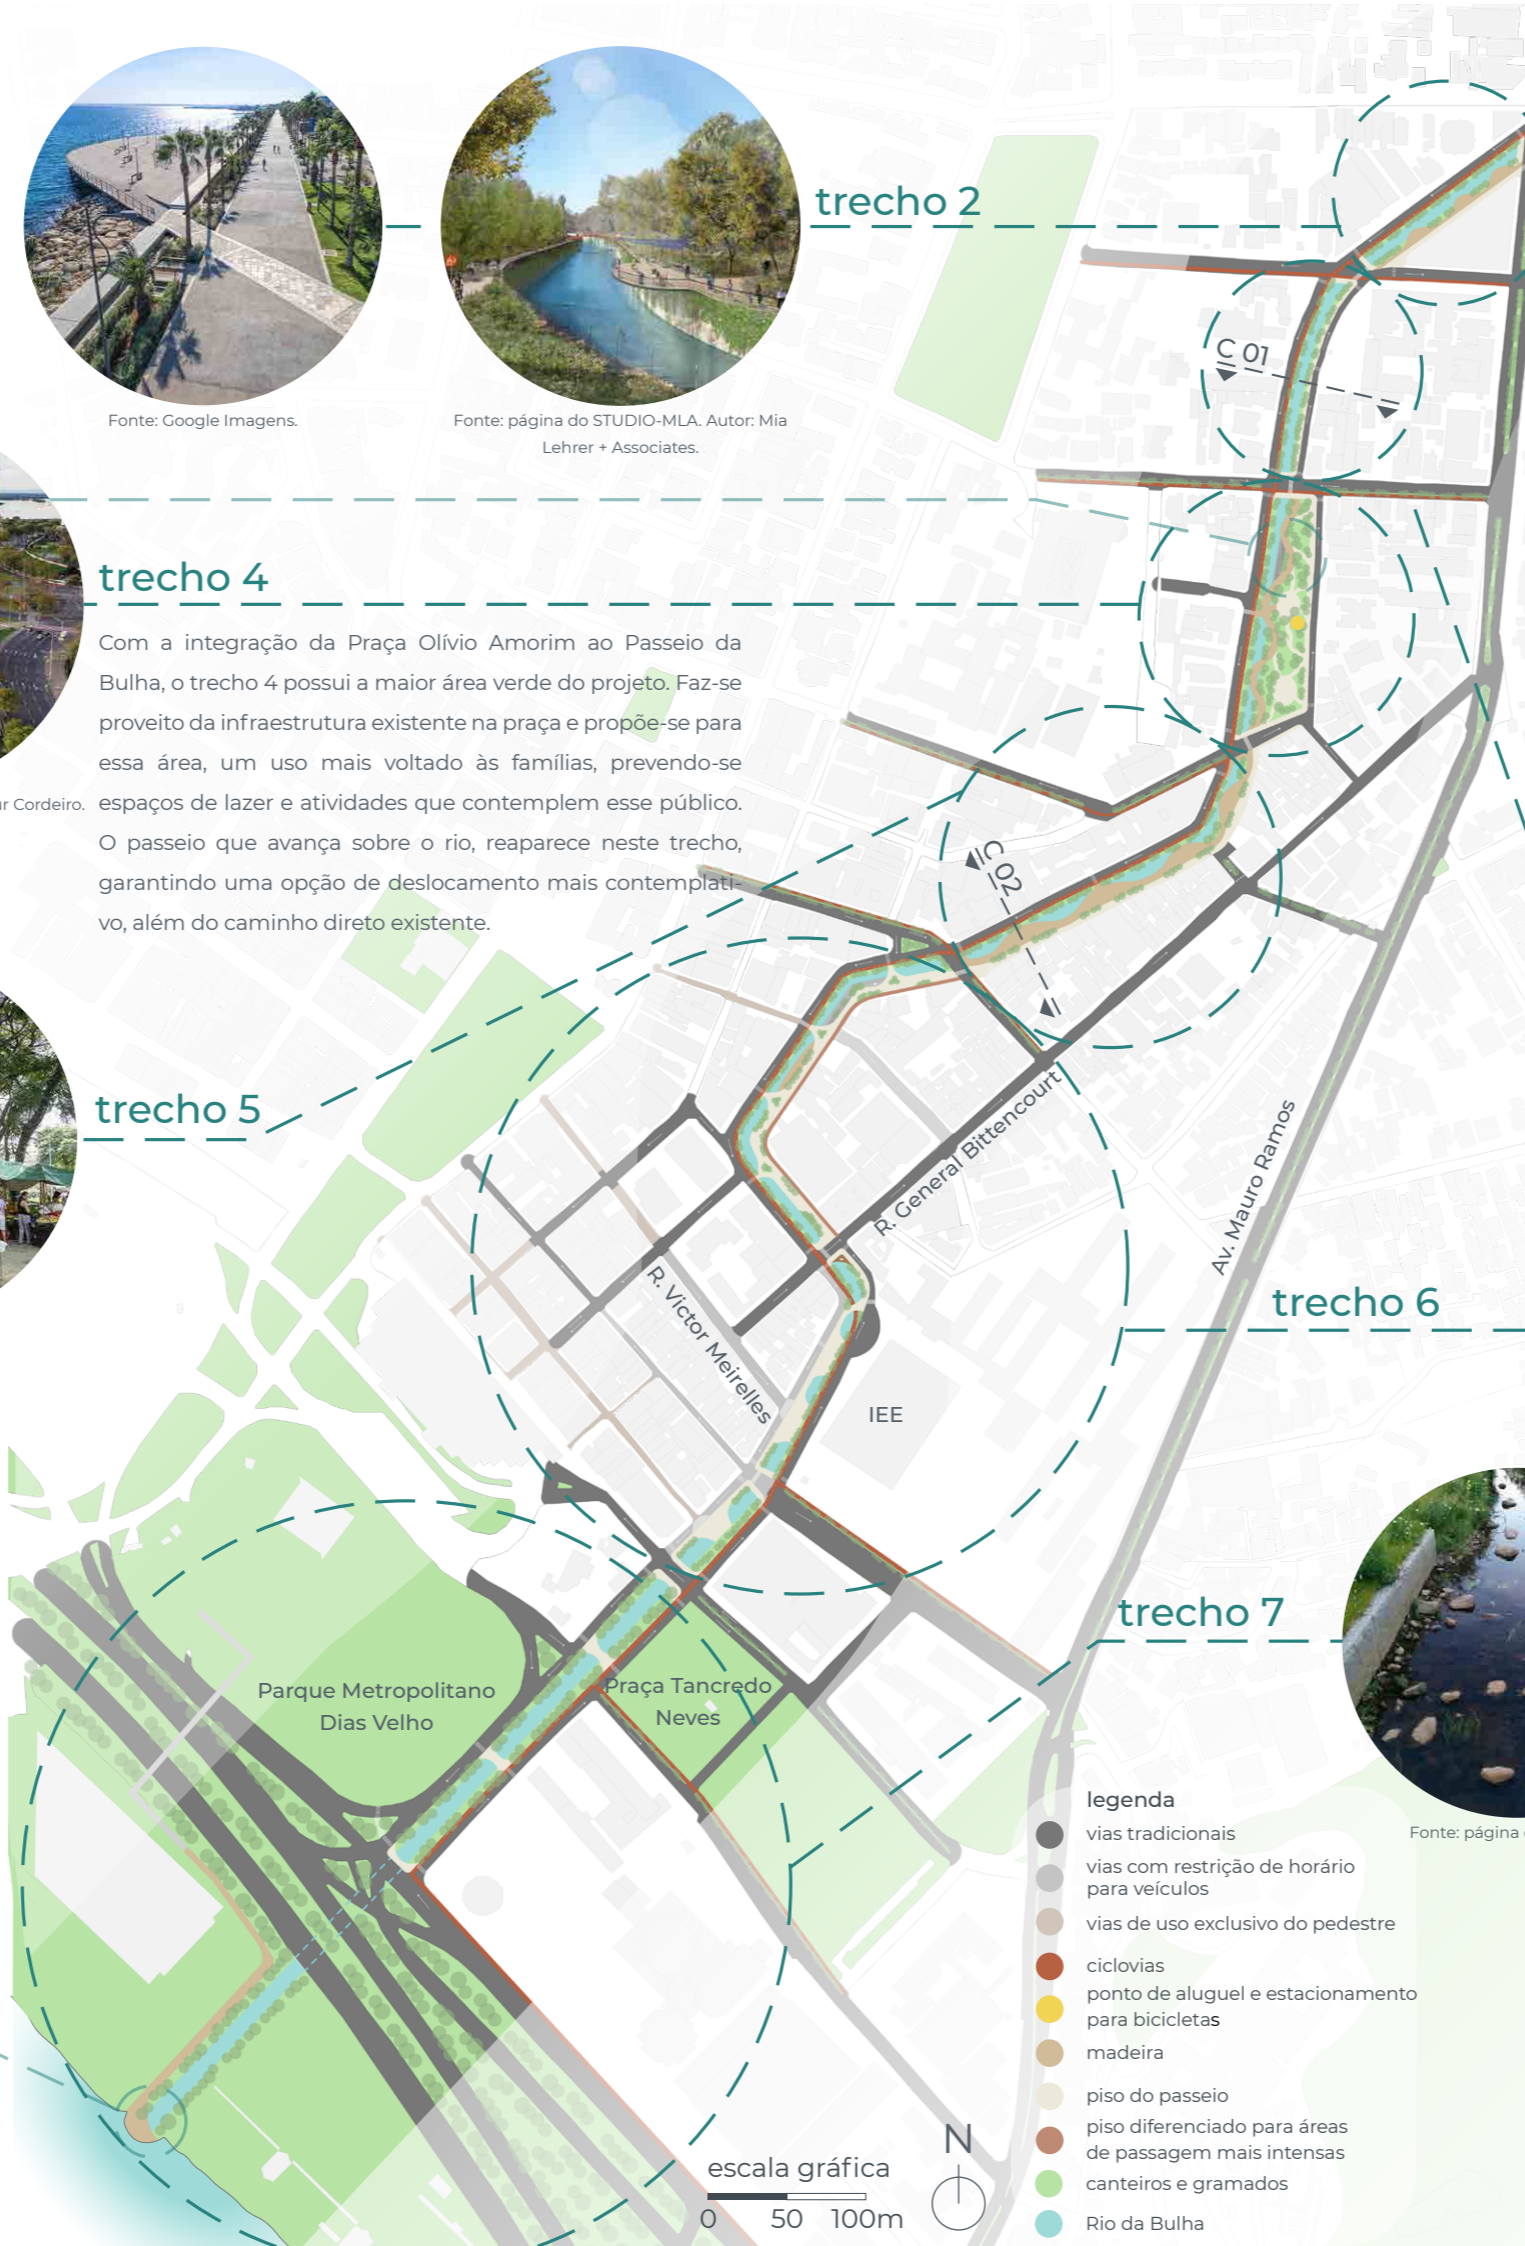 trecho 2
Fonte: Google Imagens.
Fonte: página do STUDIO-MLA. Autor: Mia
Lehrer + Associates.
C 01
trecho 4
Com a integração da Praça Olívio Amorim ao Passeio da
Bulha, o trecho 4 possui a maior área verde do projeto. Faz-se
proveito da infraestrutura existente na praça e propõe-se para
essa área, um uso mais voltado às famílias, prevendo-se
espaços de lazer e atividades que contemplem esse público.
O passeio que avança sobre o rio, reaparece neste trecho,
garantindo uma opção de deslocamento mais contemplati-
vo, além do caminho direto existente.
Cordeiro.
C 02
trecho 5
R. General Bittencourt
Av. Mauro Ramos
R. Victor Meirelles
trecho 6
IEE
trecho 7
Parque Metropolitano
Dias Velho
Praça Tancredo
Neves
Fonte: página
legenda
vias tradicionais
vias com restrição de horário
para veículos
vias de uso exclusivo do pedestre
ciclovias
ponto de aluguel e estacionamento
para bicicletas
madeira
piso do passeio
piso diferenciado para áreas
de passagem mais intensas
canteiros e gramados
Rio da Bulha
escala gráfica
0 50 100m
N